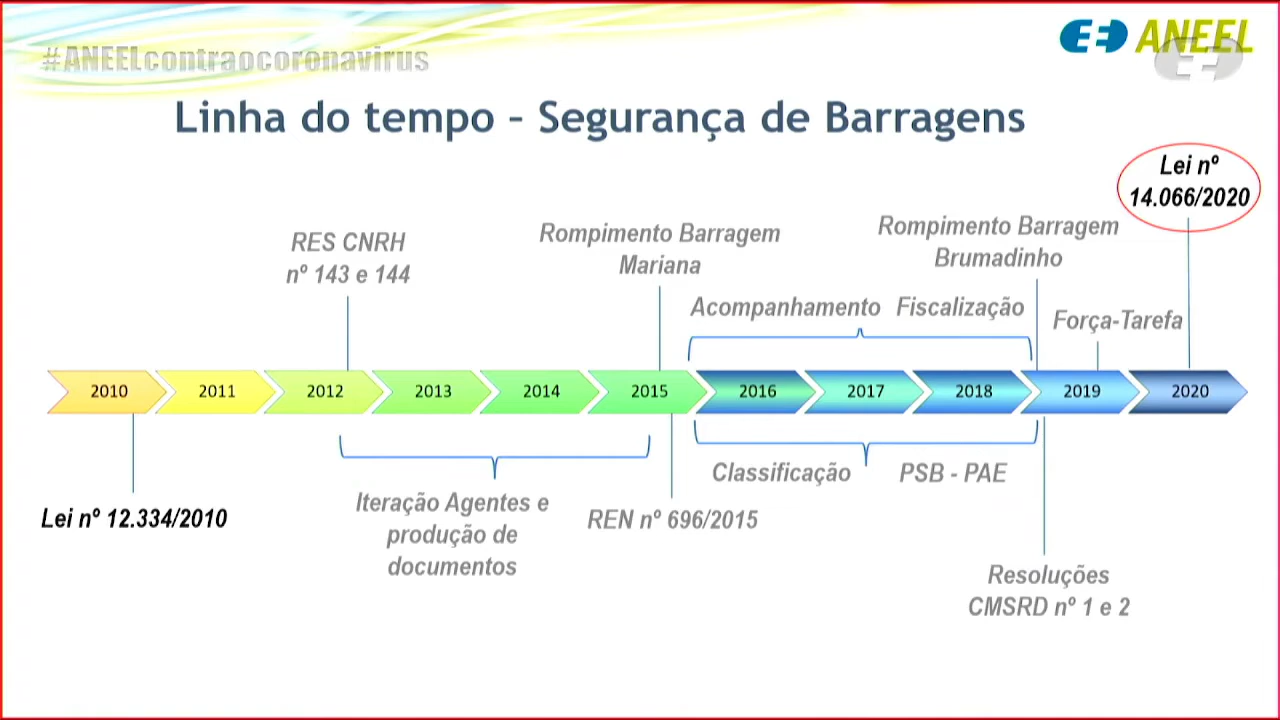 #ANEELcontraocoronavirus
ANEEL
Linha do tempo - Segurança de Barragens
Lei nº
14.066/2020
RES CNRH
nº 143 e 144
Rompimento Barragem
Mariana
Rompimento Barragem
Brumadinho
Acompanhamento Fiscalização
Força-Tarefa
2010 2011 2012 2013 2014 2015 2016 2017 2018 2019 2020
Classificação PSB - PAE
Lei nº 12.334/2010
Iteração Agentes e
produção de
documentos
REN nº 696/2015
Resoluções
CMSRD nº 1 e 2